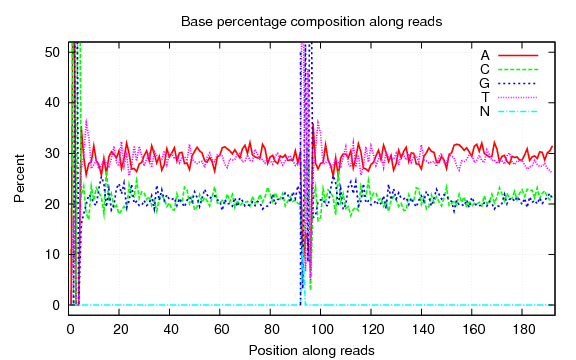 Base percentage composition along reads
50
40
30
20
10
0
Percent
A
C
G
T
N
0 20 40 60 80 100 120 140 160 180
Position along reads